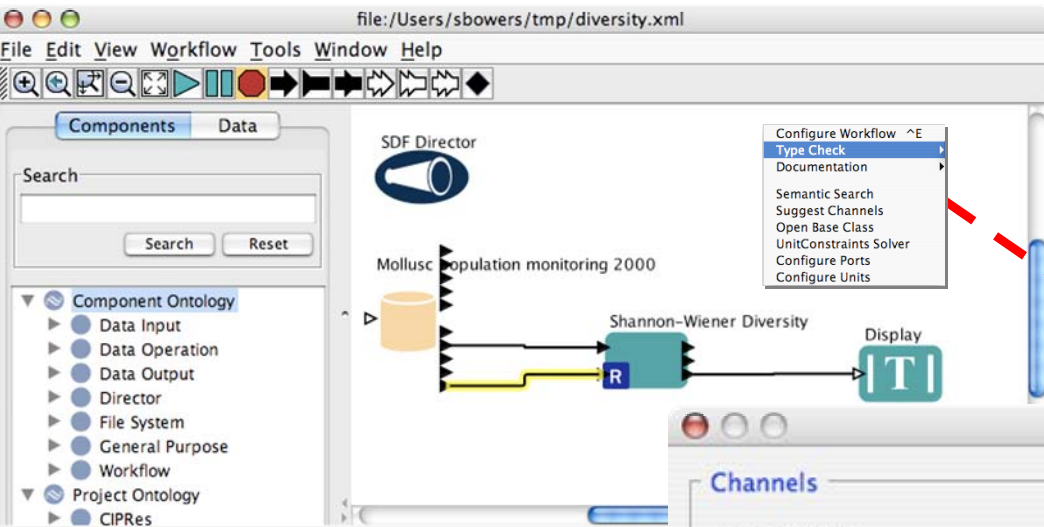 file:/Users/sbowers/tmp/diversity.xml
File Edit View Workflow Tools Window Help
Components Data
Search
Search Reset
Component Ontology
Data Input
Data Operation
Data Output
Director
File System
General Purpose
Workflow
Project Ontology
CIPRes
SDF Director
Mollusc Population monitoring 2000
Shannon-Wiener Diversity
R
Display
T
Configure Workflow ^E
Type Check
Documentation
Semantic Search
Suggest Channels
Open Base Class
UnitConstraints Solver
Configure Ports
Configure Units
Channels